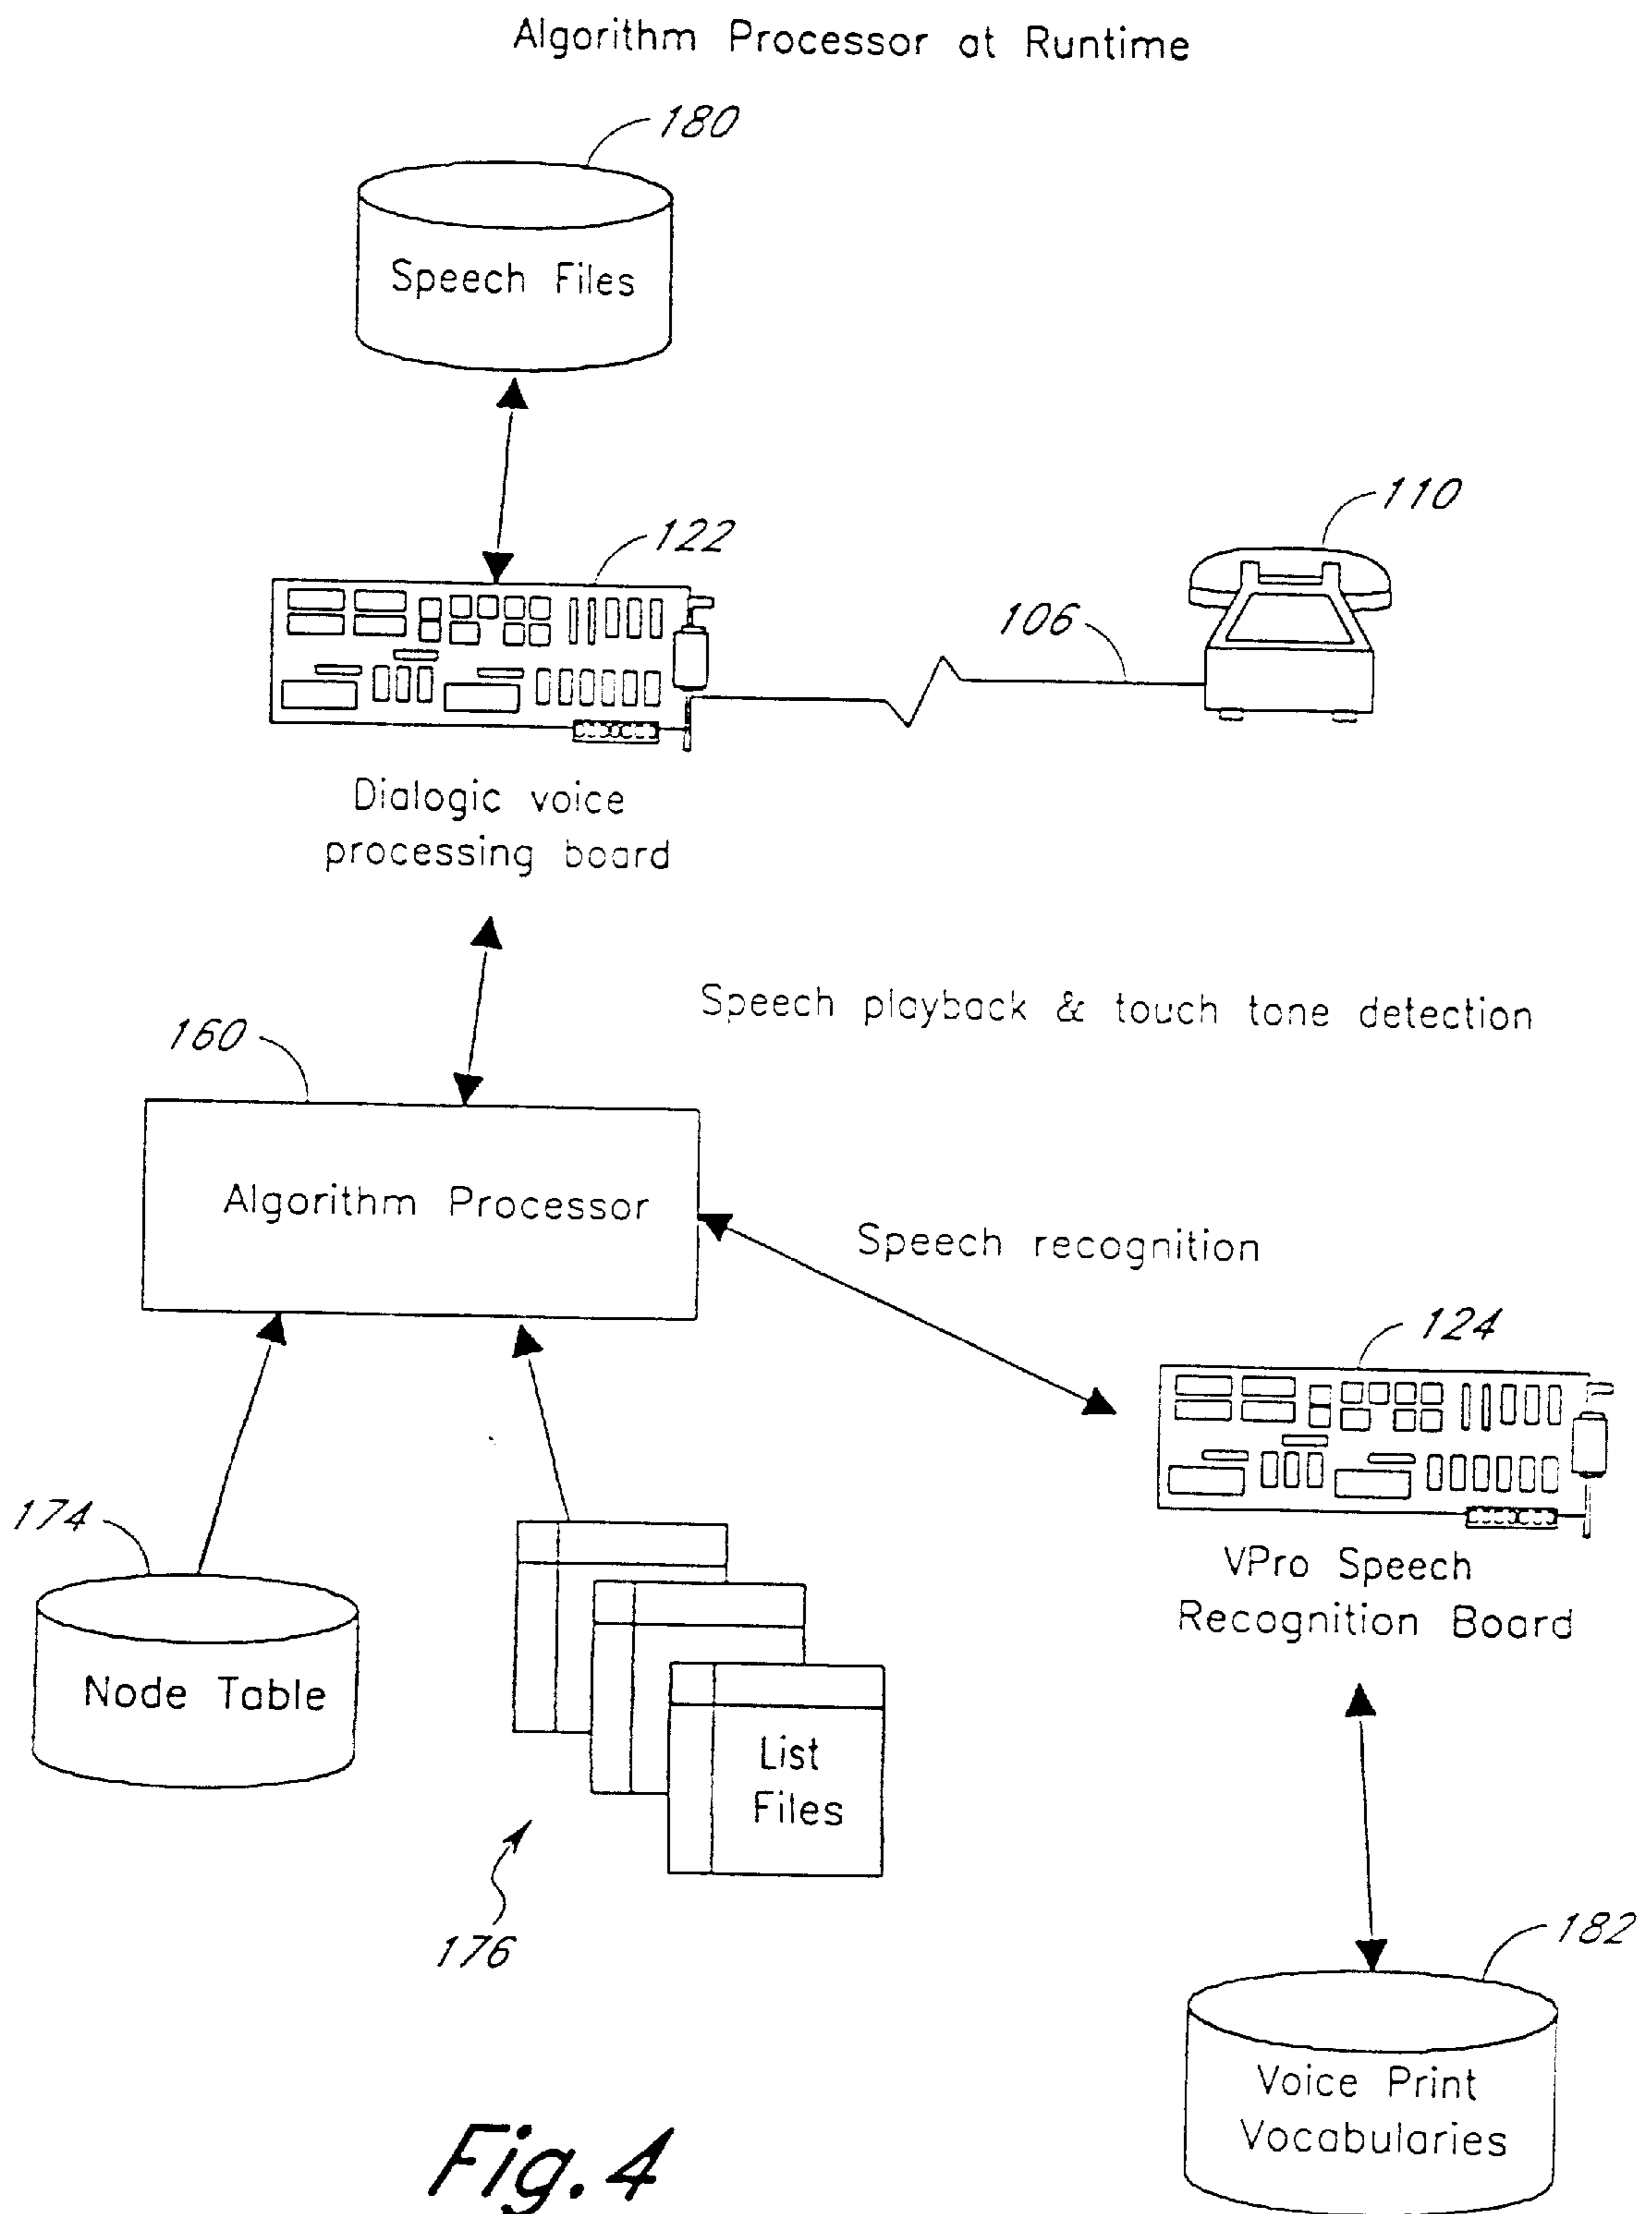 Algorithm Processor at Runtime
180
Speech Files
110
122
106
Dialogic voice
processing board
Speech playback & touch tone detection
160
Algorithm Processor
Speech recognition
124
174
VPro Speech
Recognition Board
Node Table
List
Files
176
182
Voice Print
Vocabularies
Fig. 4